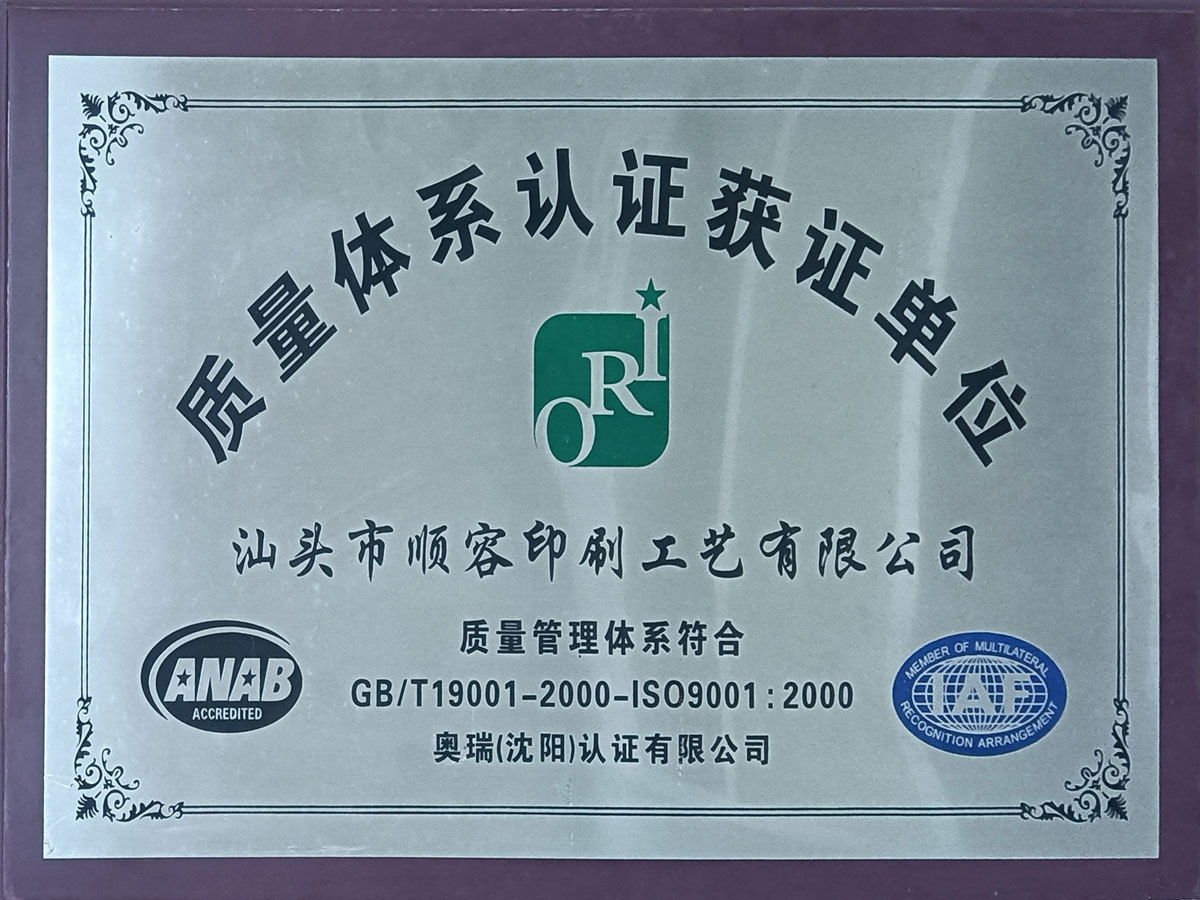 质量体系认证获证单位
ORI
汕头市顺容印刷工艺有限公司
质量管理体系符合
GB/T19001-2000-ISO9001:2000
奥瑞(沈阳)认证有限公司
ANAB
ACCREDITED
MEMBER OF MULTILATERAL
IAF
RECOGNITION ARRANGEMENT